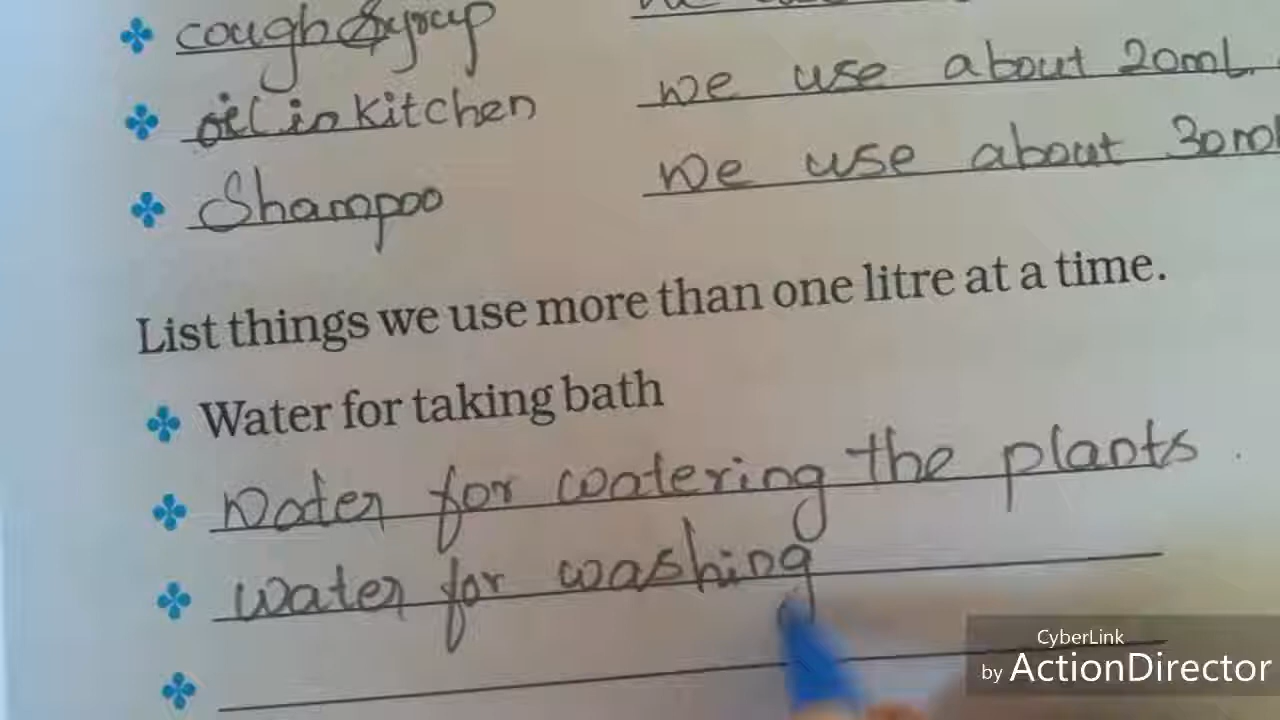 cough syrup
we use about 20mL
oil in kitchen
we use about 30ml
Shampoo
List things we use more than one litre at a time.
Water for taking bath
Water for watering the plants.
water for washing
CyberLink
by ActionDirector